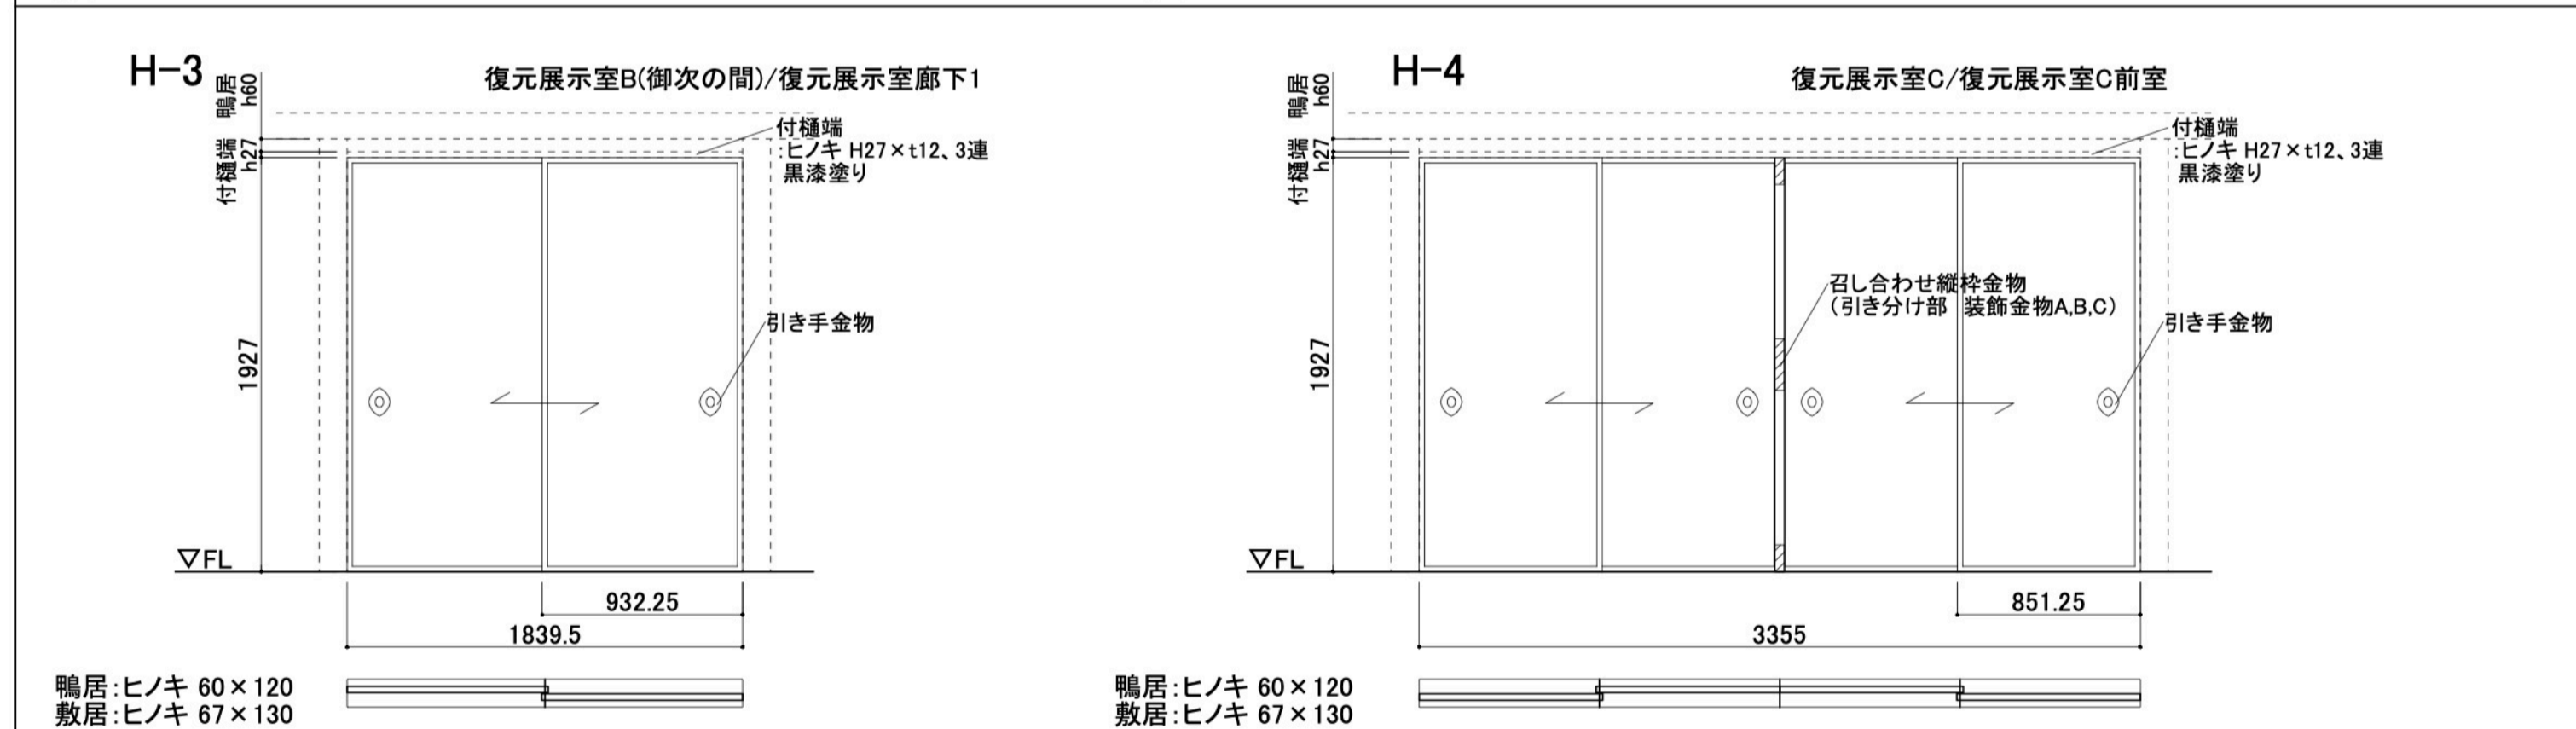 H-3
復元展示室B(御次の間)/復元展示室廊下1
鴨居
h60
付樋端
h27
付樋端
:ヒノキ H27×t12、3連
黒漆塗り
引き手金物
1927
▽FL
932.25
1839.5
鴨居:ヒノキ 60×120
敷居:ヒノキ 67×130
H-4
復元展示室C/復元展示室C前室
鴨居
h60
付樋端
h27
付樋端
:ヒノキ H27×t12、3連
黒漆塗り
召し合わせ縦枠金物
(引き分け部 装飾金物A,B,C)
引き手金物
1927
▽FL
851.25
3355
鴨居:ヒノキ 60×120
敷居:ヒノキ 67×130